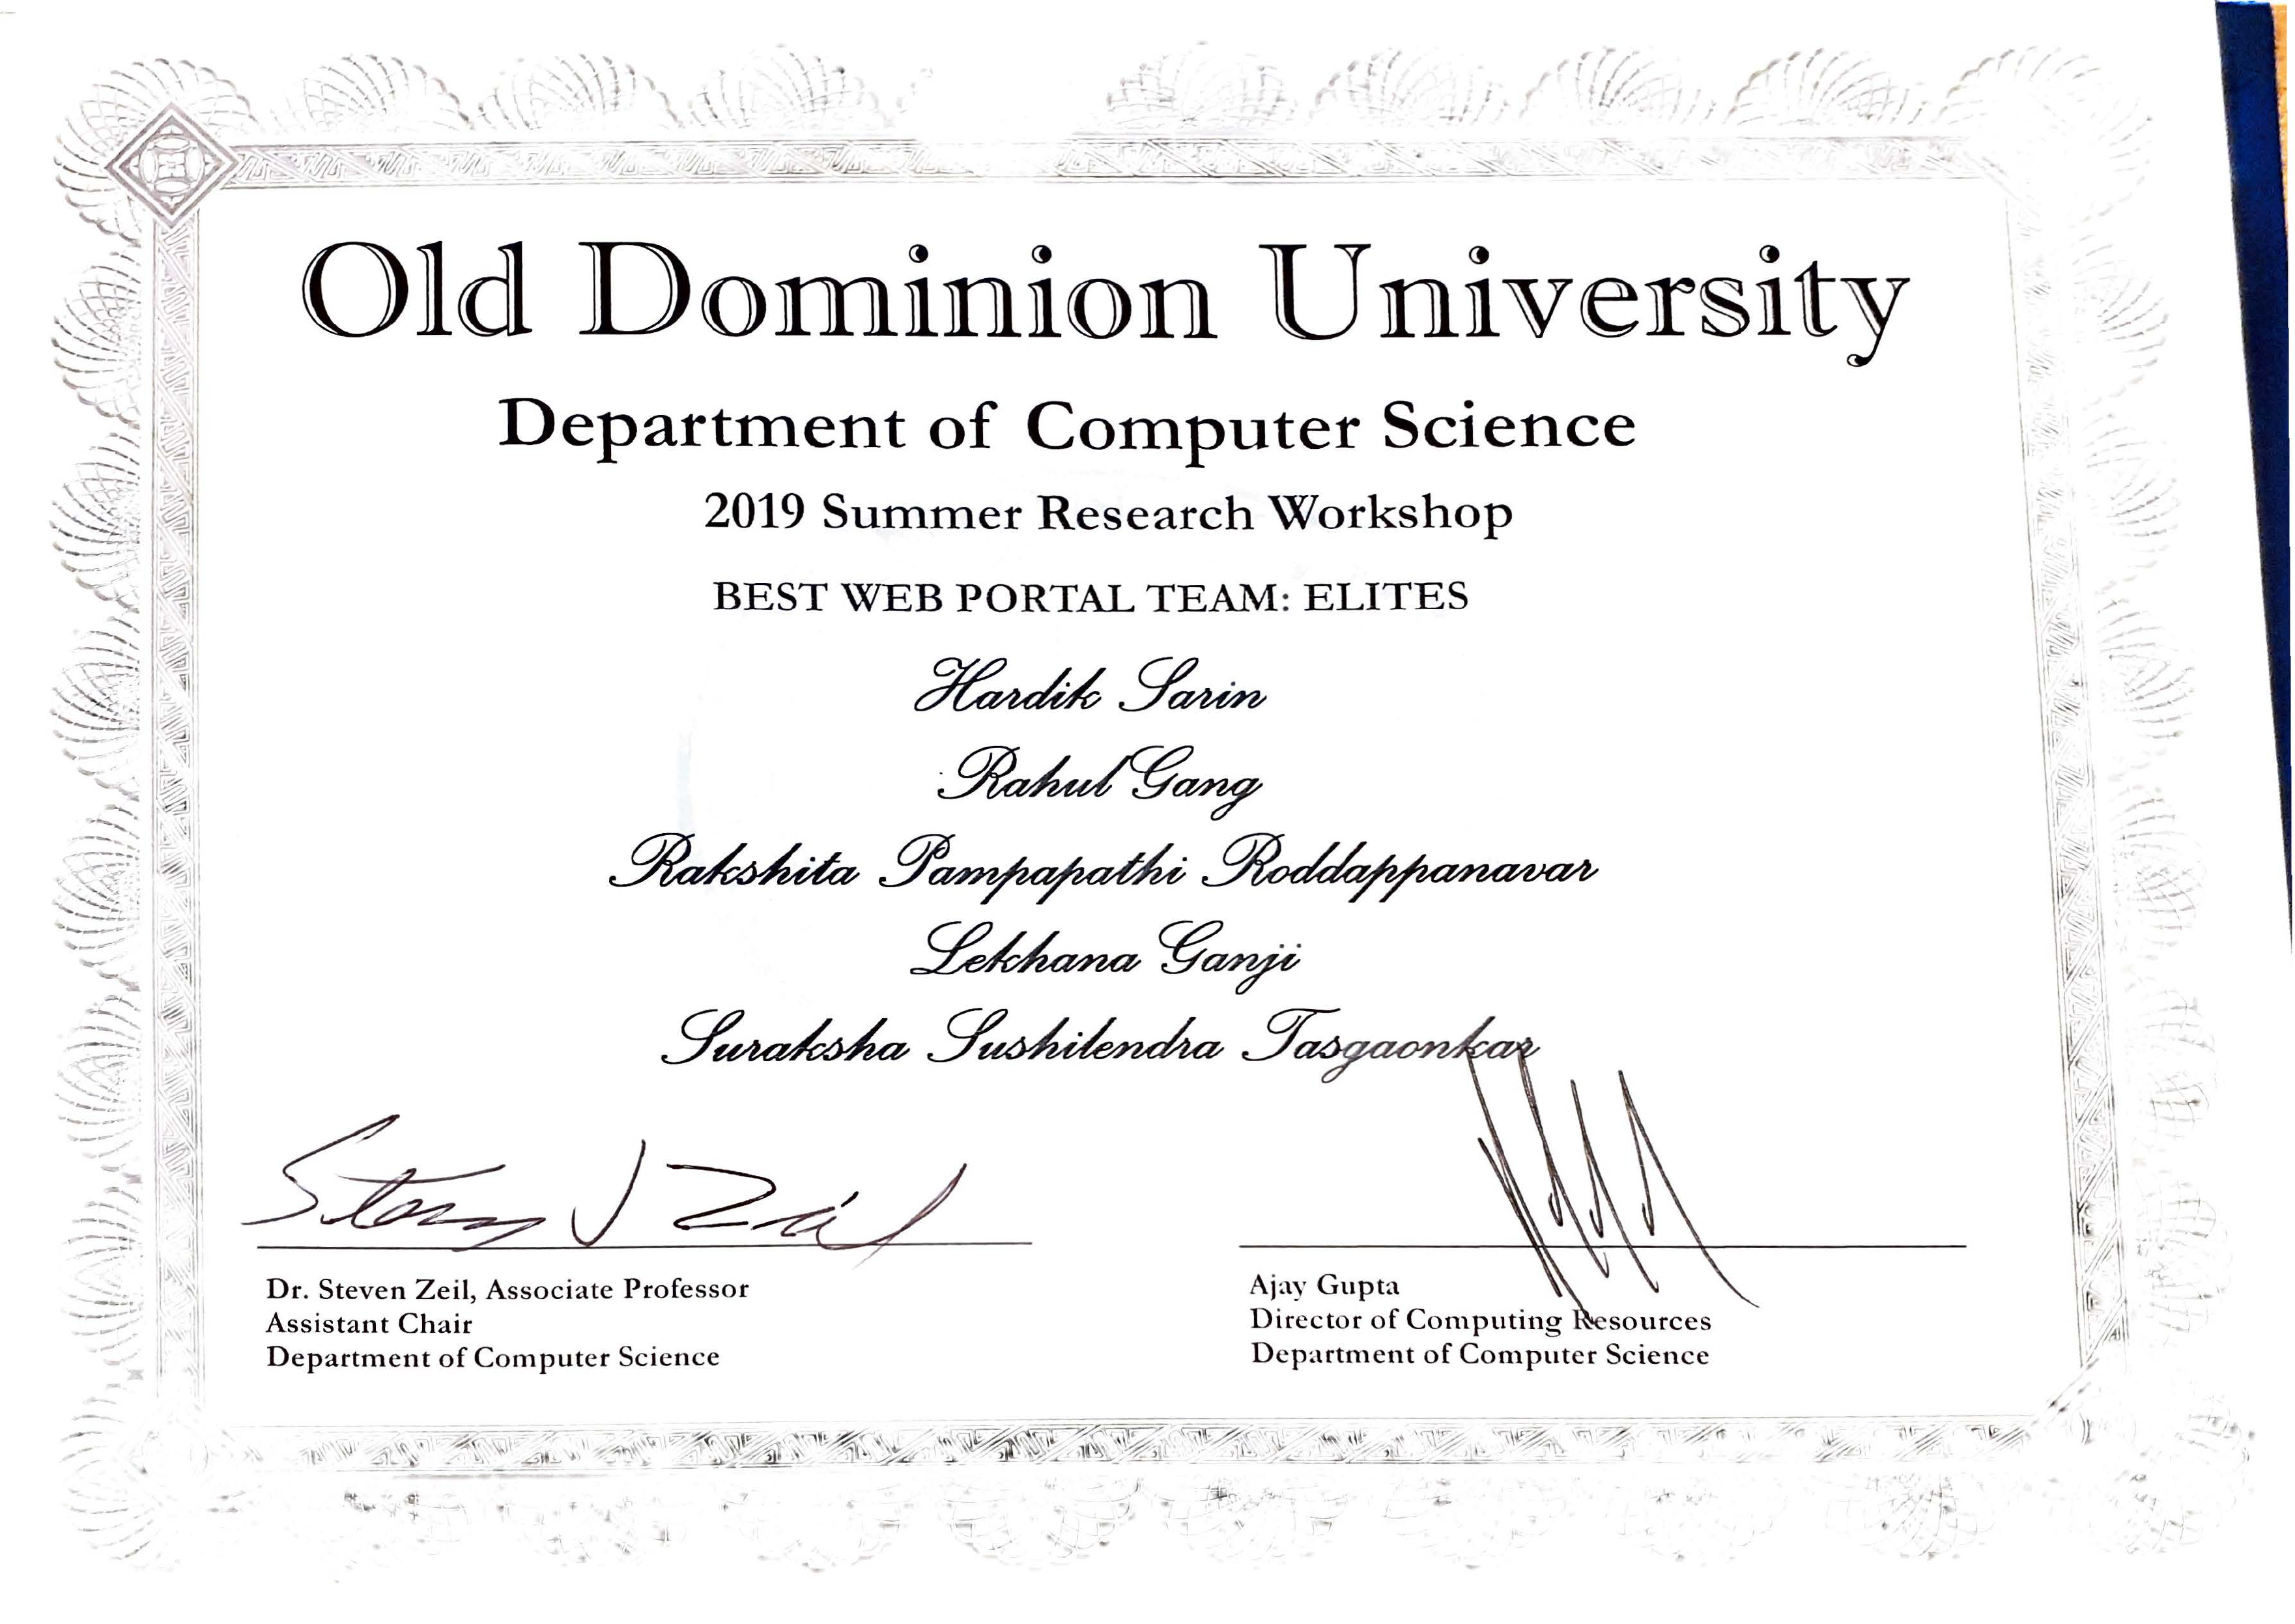 Old Dominion University
Department of Computer Science
2019 Summer Research Workshop
BEST WEB PORTAL TEAM: ELITES
Hardik Sarin
Rahul Gang
Rakshita Pampapathi Roddappanavar
Lekhana Ganji
Suraksha Sushilendra Tasgaonkar
Steven J Zeil
Dr. Steven Zeil, Associate Professor
Assistant Chair
Department of Computer Science
Ajay Gupta
Director of Computing Resources
Department of Computer Science